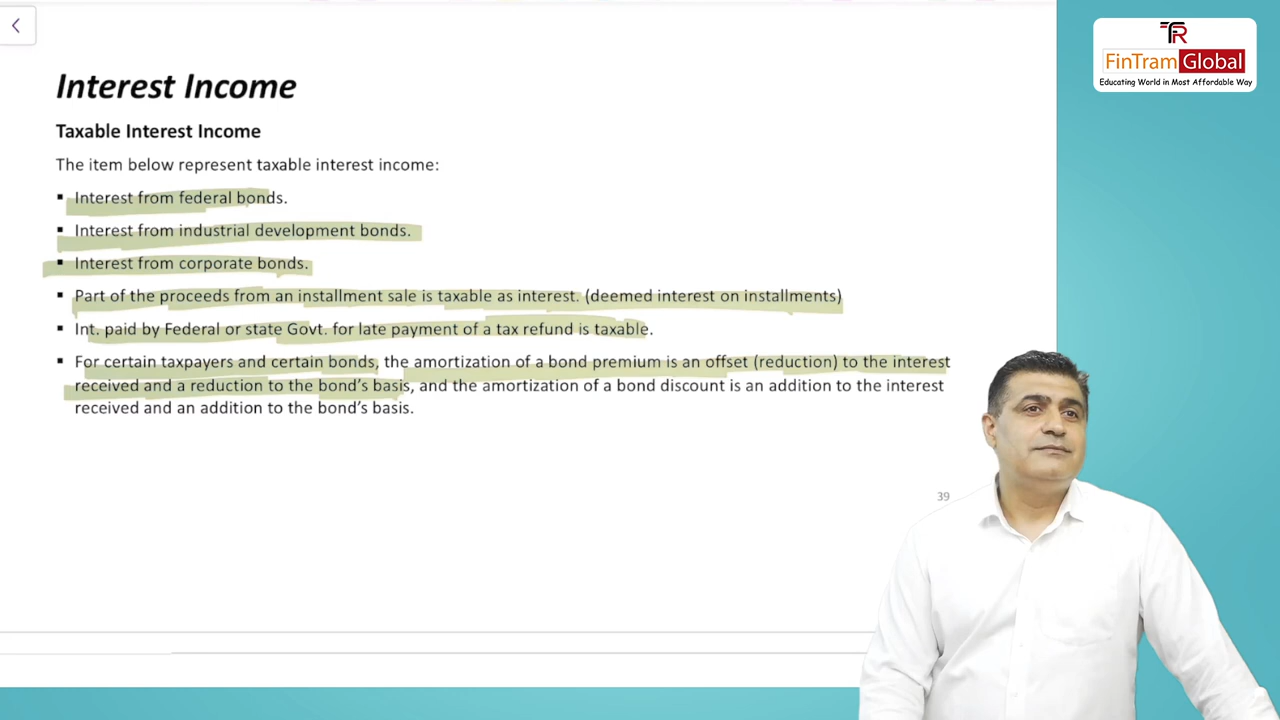 Interest Income
Taxable Interest Income
The item below represent taxable interest income:
▪ Interest from federal bonds.
▪ Interest from industrial development bonds.
▪ Interest from corporate bonds.
▪ Part of the proceeds from an installment sale is taxable as interest. (deemed interest on installments)
▪ Int. paid by Federal or state Govt. for late payment of a tax refund is taxable.
▪ For certain taxpayers and certain bonds, the amortization of a bond premium is an offset (reduction) to the interest
received and a reduction to the bond's basis, and the amortization of a bond discount is an addition to the interest
received and an addition to the bond's basis.
39
FinTram Global
Educating World in Most Affordable Way